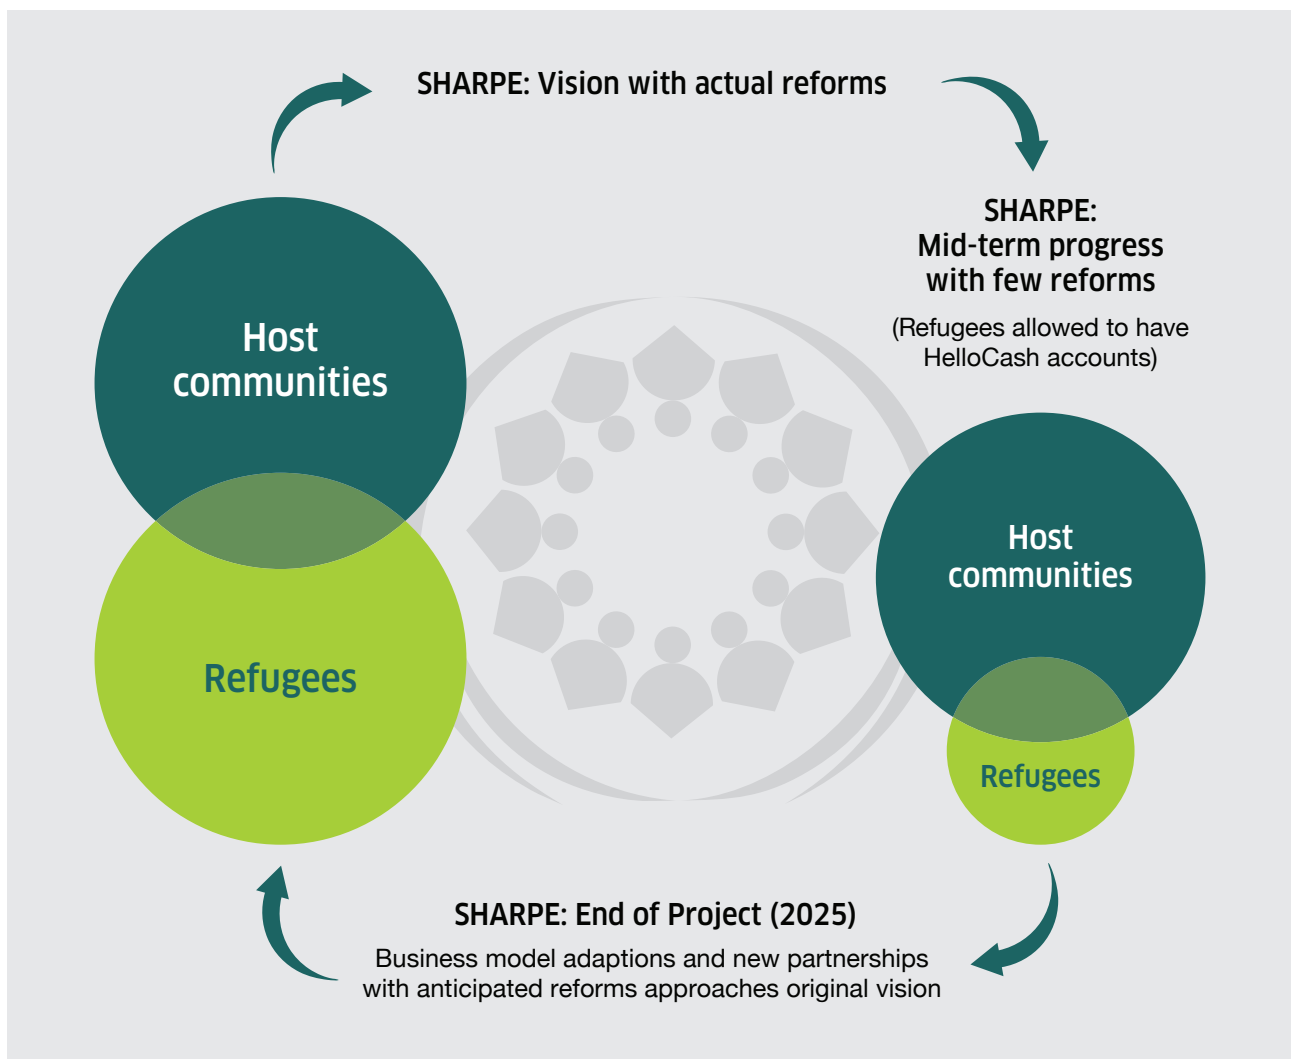 SHARPE: Vision with actual reforms
SHARPE:
Mid-term progress
with few reforms
(Refugees allowed to have
HelloCash accounts)
Host
communities
Refugees
Host
communities
Refugees
SHARPE: End of Project (2025)
Business model adaptions and new partnerships
with anticipated reforms approaches original vision